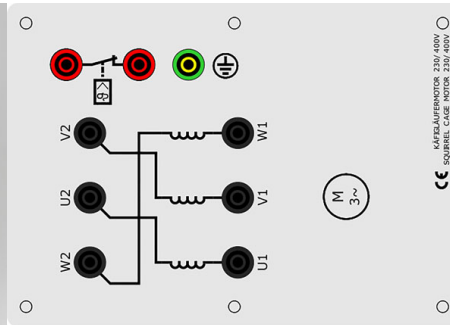 KÄFIGLÄUFERMOTOR 230/400V
SQUIRREL CAGE MOTOR 230/400V
CE
ϑ>
V2
W1
U2
V1
W2
U1
M
3~